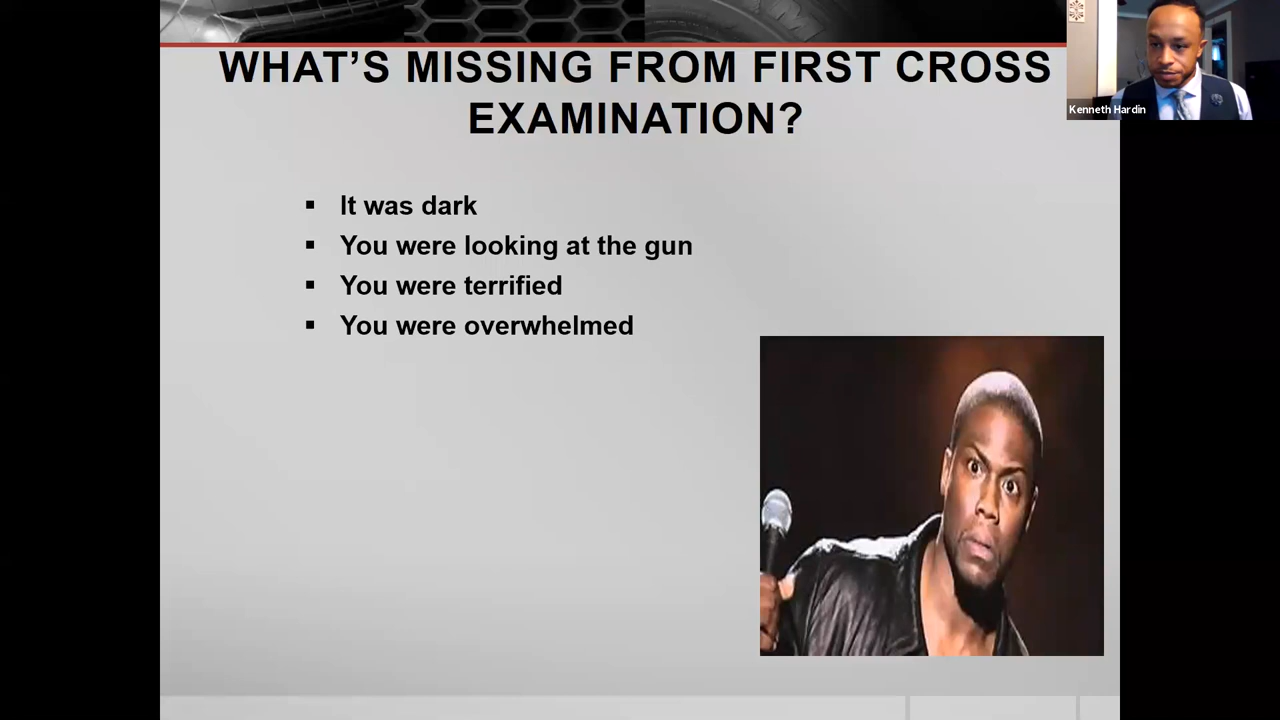 WHAT'S MISSING FROM FIRST CROSS
EXAMINATION?
Kenneth Hardin
▪ It was dark
▪ You were looking at the gun
▪ You were terrified
▪ You were overwhelmed